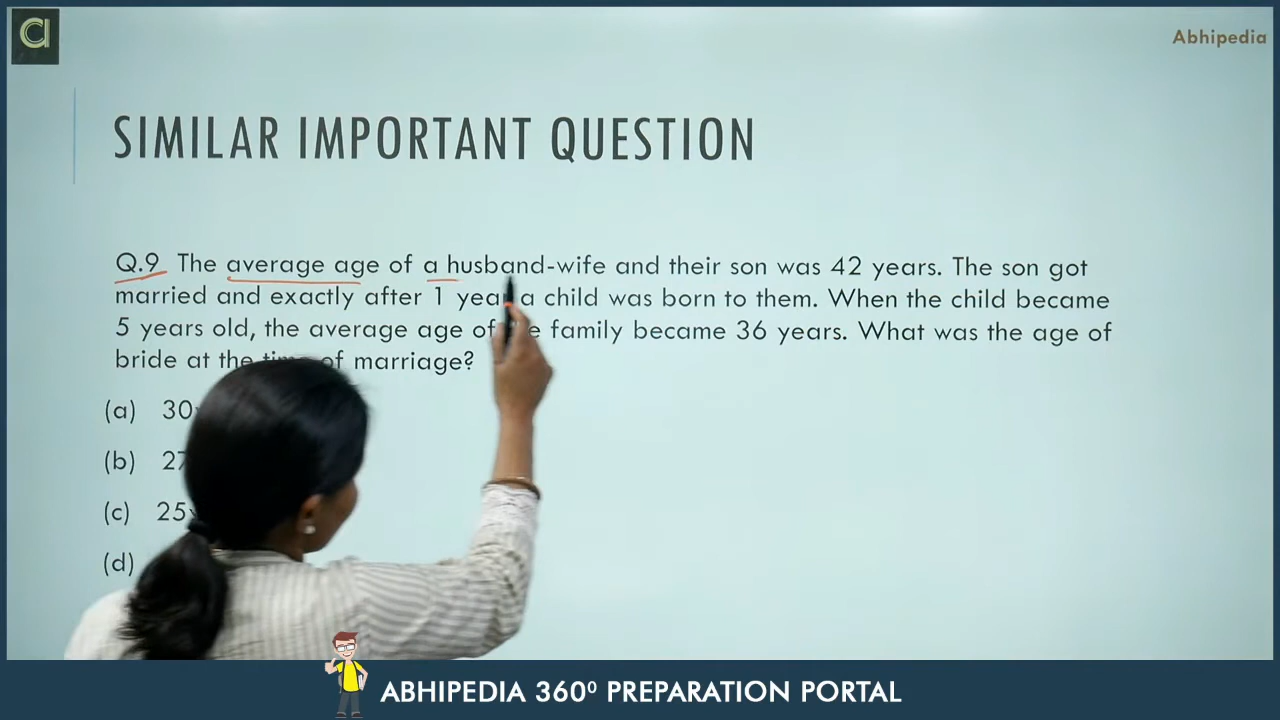 a
Abhipedia
SIMILAR IMPORTANT QUESTION
Q.9 The average age of a husband-wife and their son was 42 years. The son got
married and exactly after 1 year a child was born to them. When the child became
5 years old, the average age of the family became 36 years. What was the age of
bride at the time of marriage?
(a) 30
(b) 27
(c) 25
(d)
ABHIPEDIA 360⁰ PREPARATION PORTAL